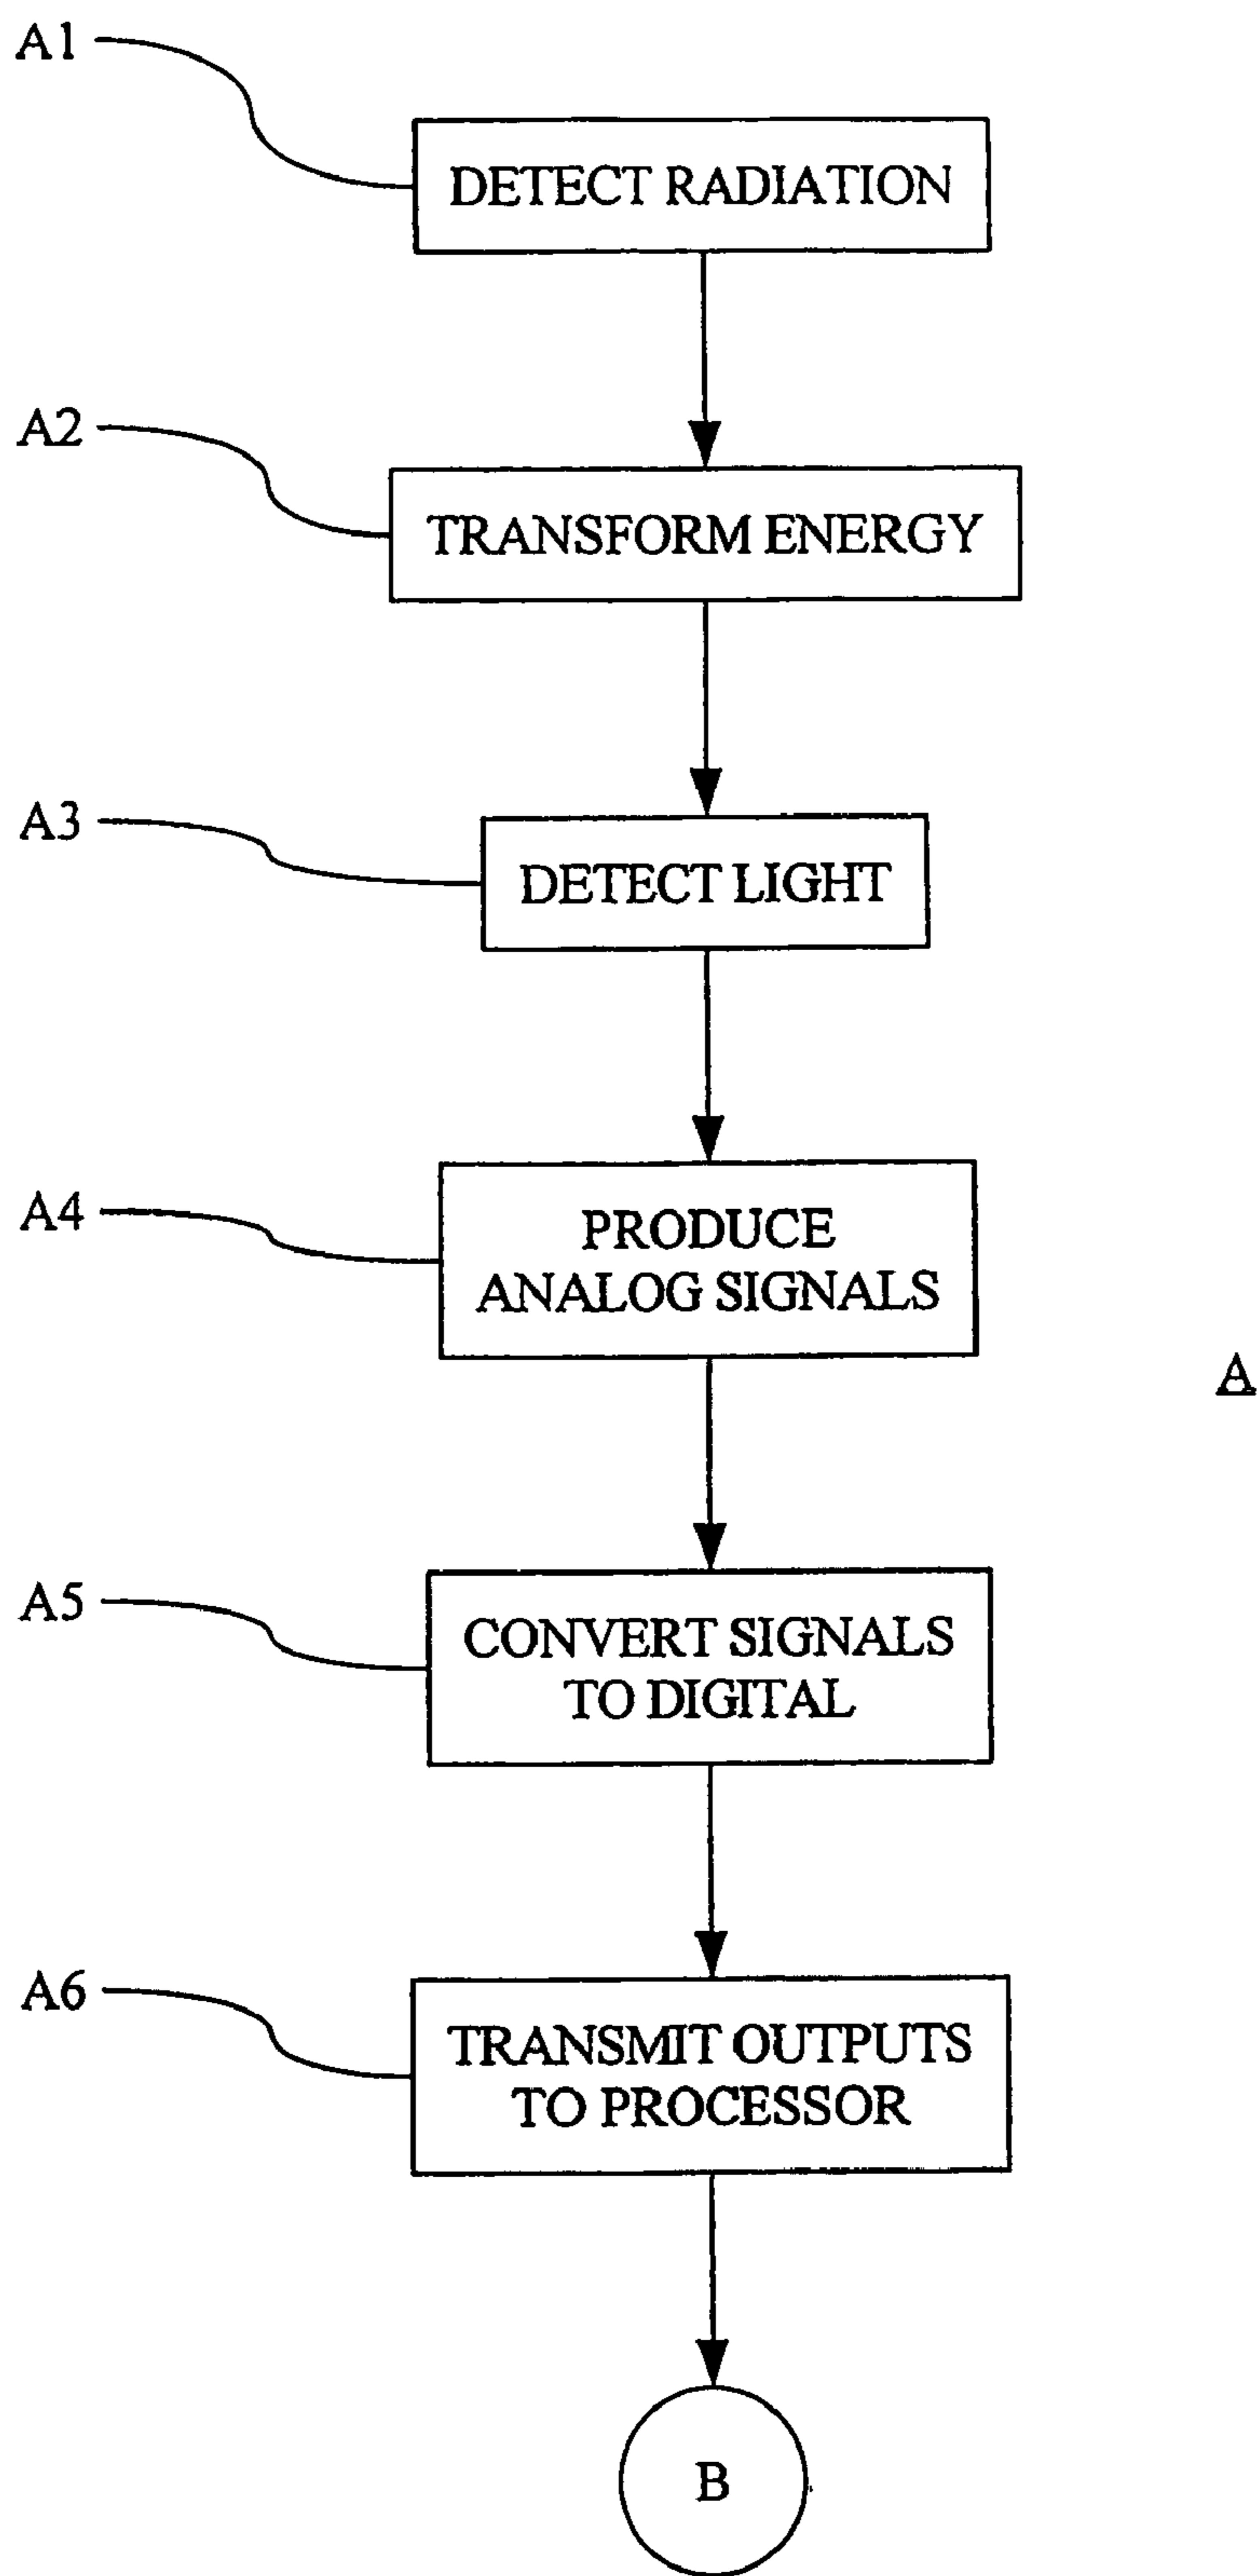 A1
DETECT RADIATION
A2
TRANSFORM ENERGY
A3
DETECT LIGHT
A4
PRODUCE
ANALOG SIGNALS
A
A5
CONVERT SIGNALS
TO DIGITAL
A6
TRANSMIT OUTPUTS
TO PROCESSOR
B